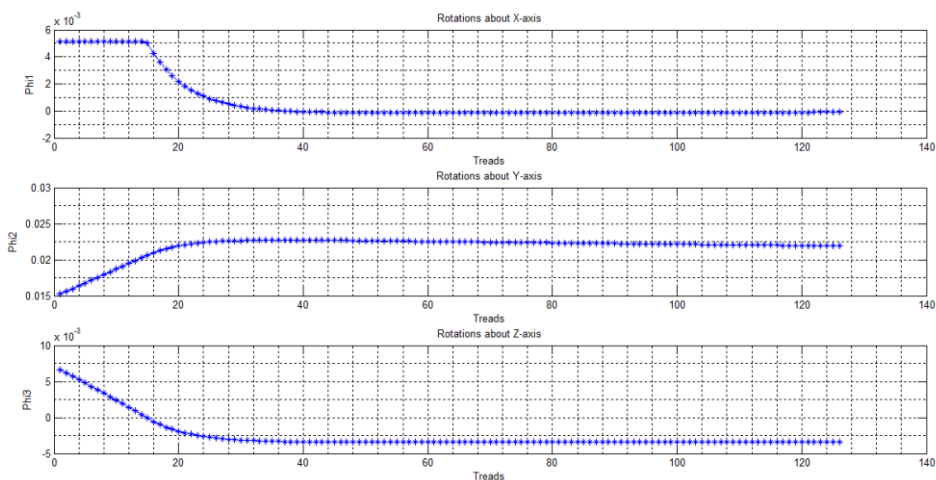 Rotations about X-axis
x 10^-3
6
4
2
0
-2
Phi1
0 20 40 60 80 100 120 140
Treads
Rotations about Y-axis
0.03
0.025
0.02
0.015
Phi2
0 20 40 60 80 100 120 140
Treads
Rotations about Z-axis
x 10^-3
10
5
0
-5
Phi3
0 20 40 60 80 100 120 140
Treads